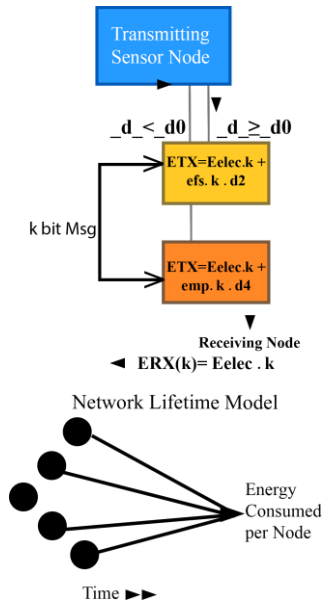 Transmitting
Sensor Node
_d_<_d0 _d_≥_d0
ETX=Eelec.k +
efs. k . d2
k bit Msg
ETX=Eelec.k +
emp. k . d4
Receiving Node
ERX(k)= Eelec . k
Network Lifetime Model
Energy
Consumed
per Node
Time